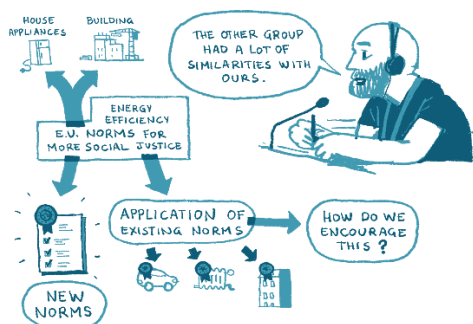 HOUSE
APPLIANCES
BUILDING
THE OTHER GROUP
HAD A LOT OF
SIMILARITIES WITH
OURS.
ENERGY
EFFICIENCY
E.U. NORMS FOR
MORE SOCIAL JUSTICE
APPLICATION OF
EXISTING NORMS
HOW DO WE
ENCOURAGE
THIS ?
NEW
NORMS